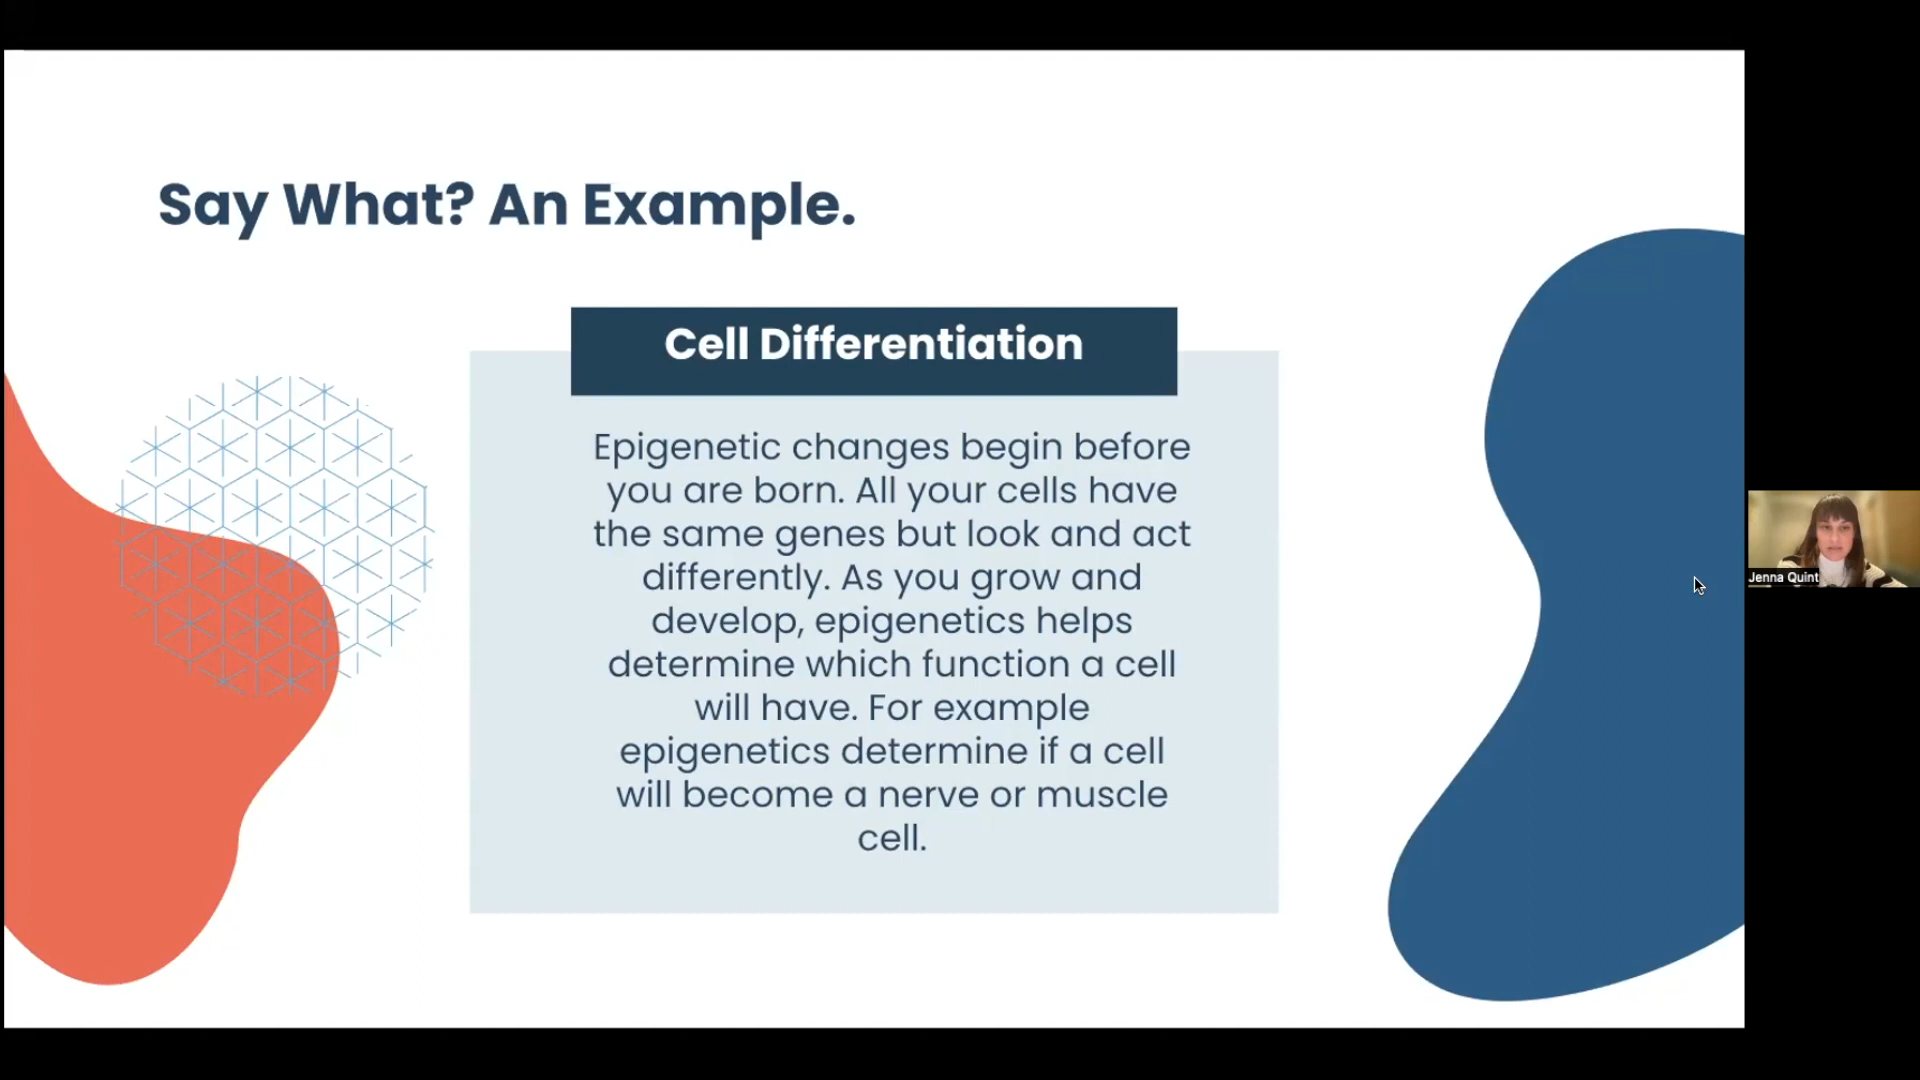 Say What? An Example.
Cell Differentiation
Epigenetic changes begin before
you are born. All your cells have
the same genes but look and act
differently. As you grow and
develop, epigenetics helps
determine which function a cell
will have. For example
epigenetics determine if a cell
will become a nerve or muscle
cell.
Jenna Quint